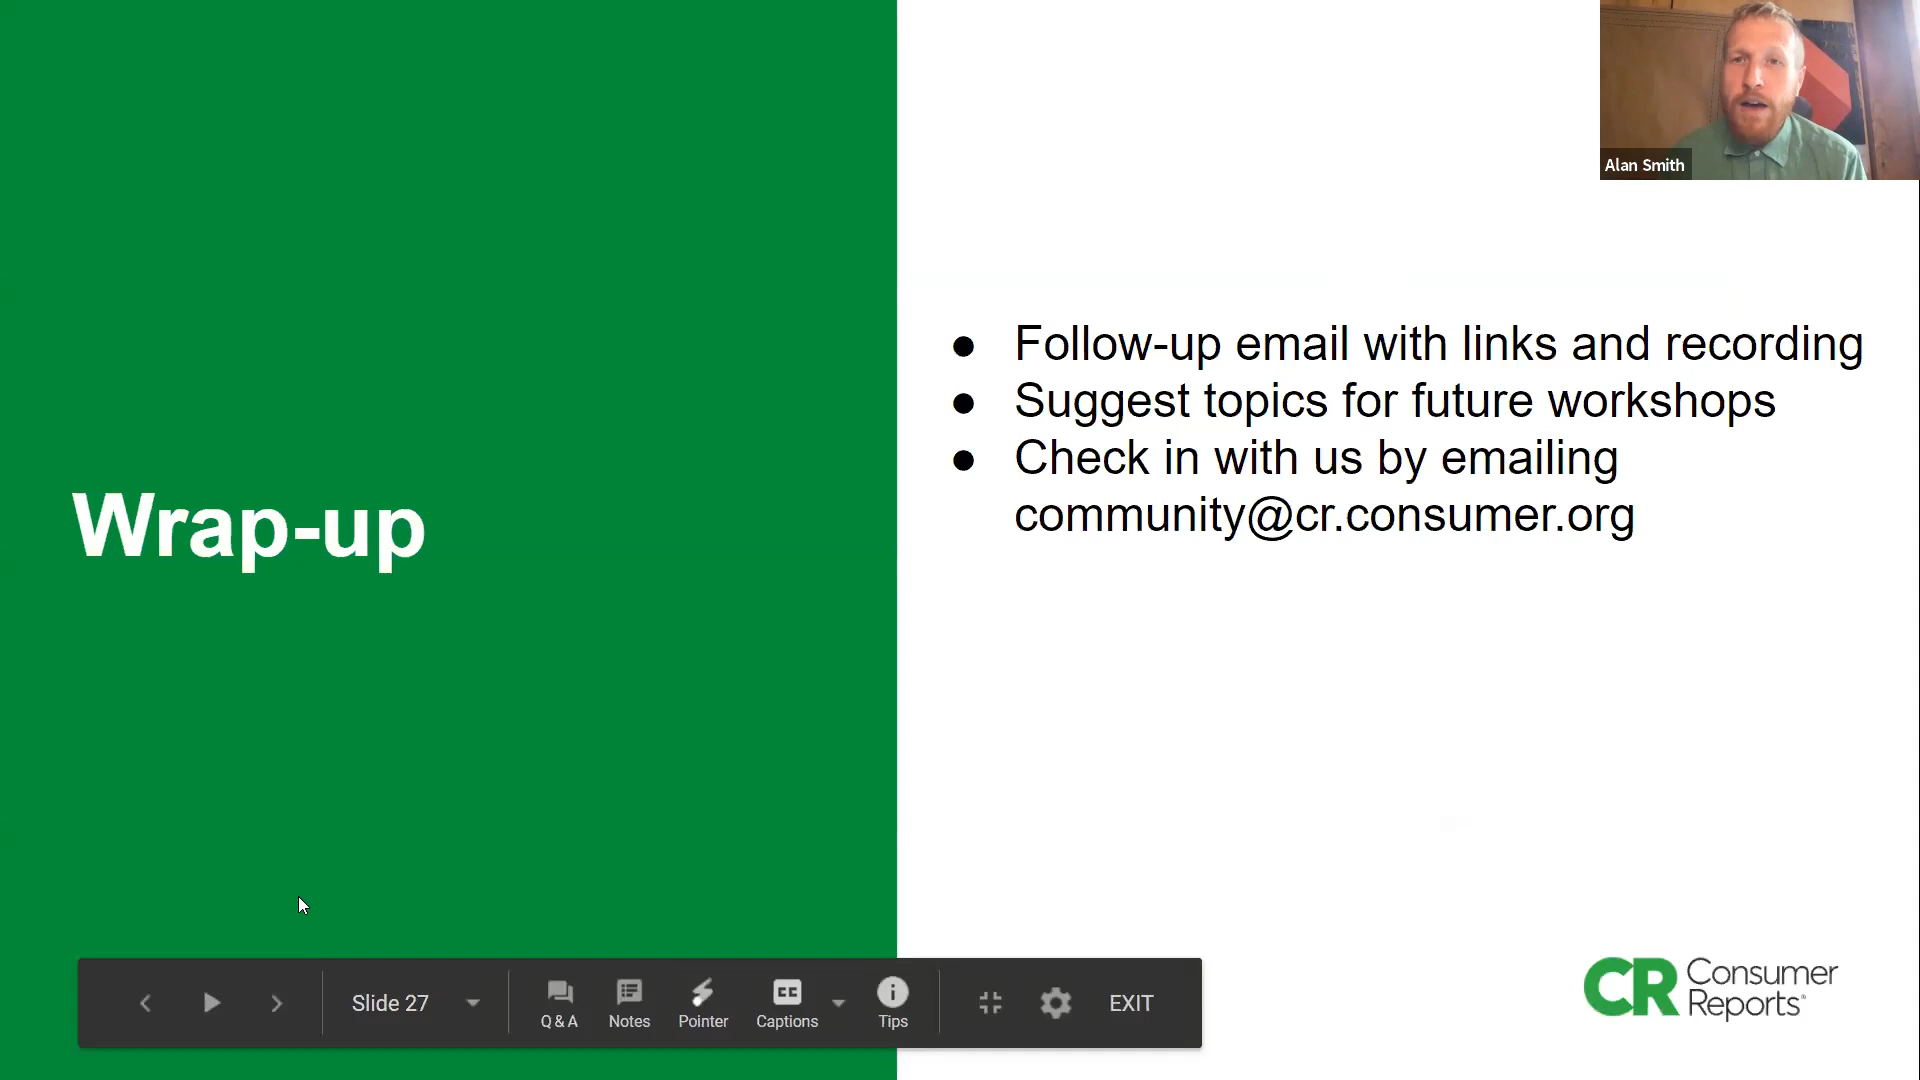 Alan Smith
Wrap-up
● Follow-up email with links and recording
● Suggest topics for future workshops
● Check in with us by emailing
community@cr.consumer.org
Slide 27
Q & A
Notes
Pointer
CC
Captions
Tips
EXIT
CR Consumer
Reports®